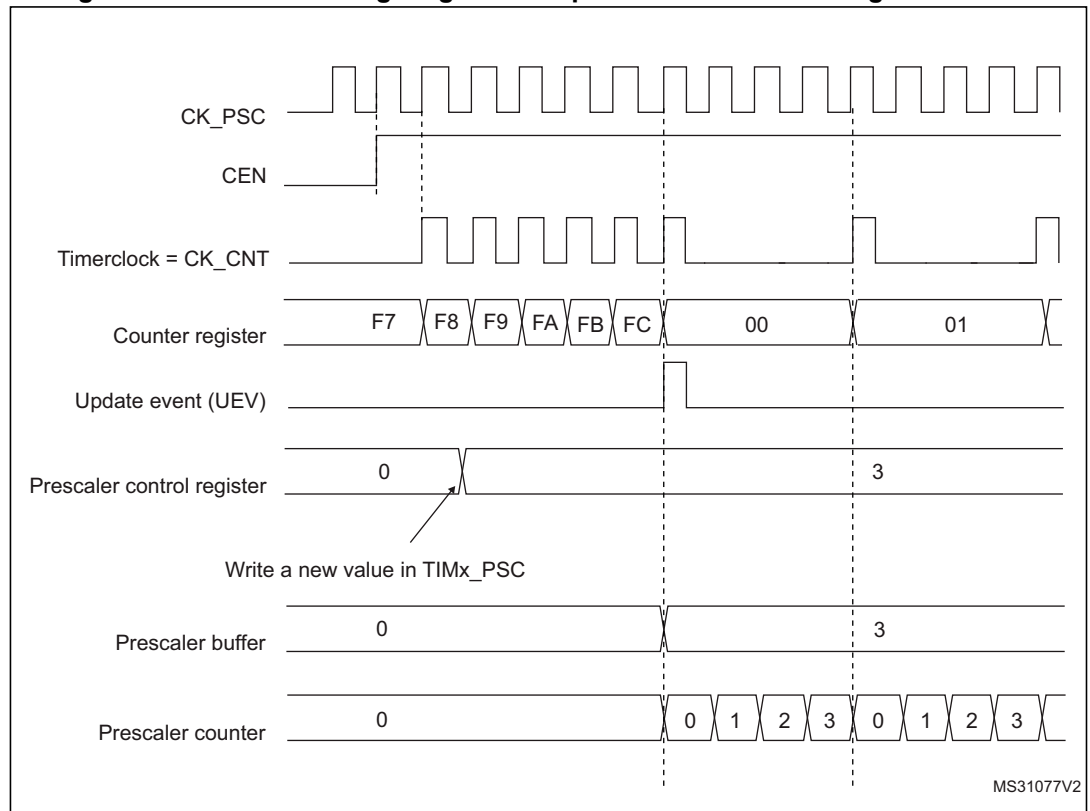 CK_PSC
CEN
Timerclock = CK_CNT
Counter register
F7 F8 F9 FA FB FC 00 01
Update event (UEV)
Prescaler control register
0 3
Write a new value in TIMx_PSC
Prescaler buffer
0 3
Prescaler counter
0 0 1 2 3 0 1 2 3
MS31077V2